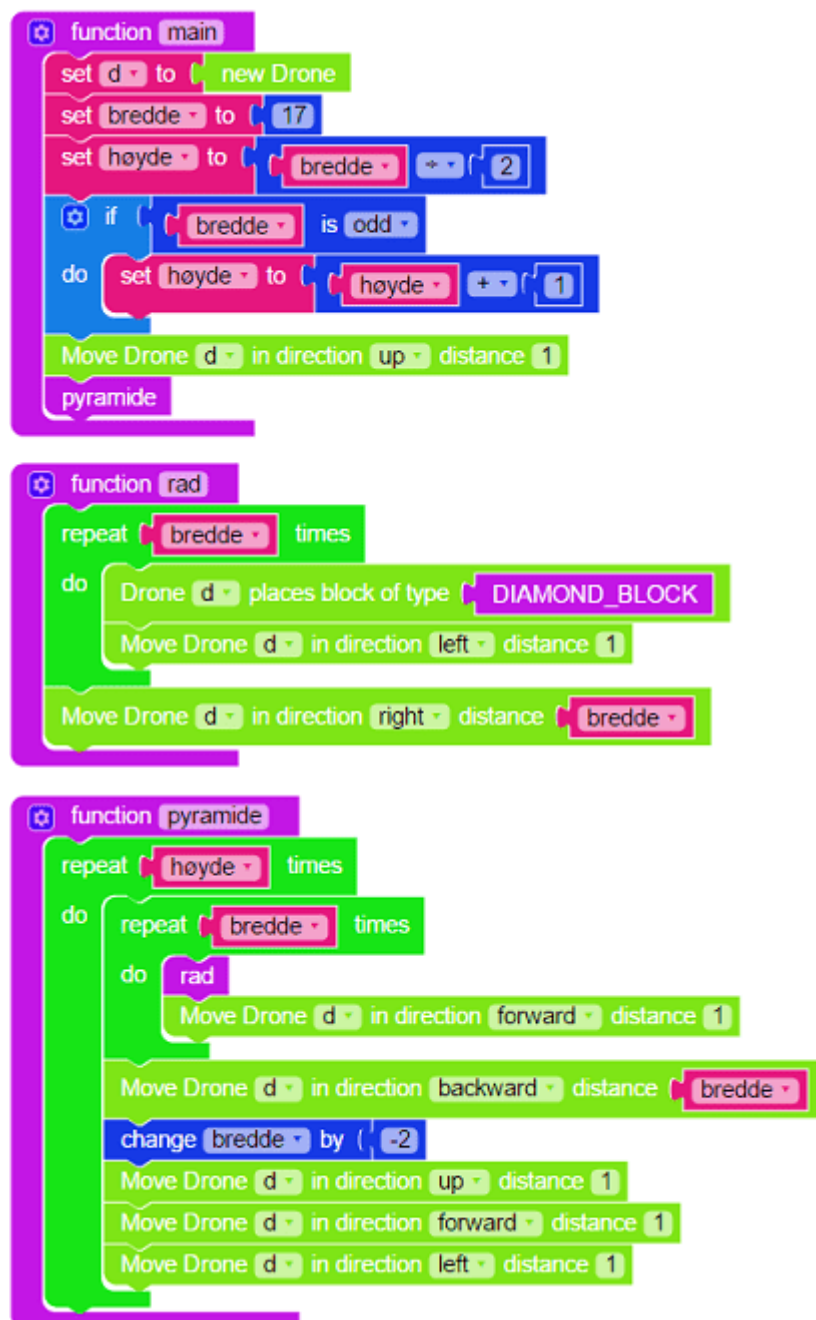 function main
set d to new Drone
set bredde to 17
set høyde to bredde ÷ 2
if bredde is odd
do set høyde to høyde + 1
Move Drone d in direction up distance 1
pyramide
function rad
repeat bredde times
do Drone d places block of type DIAMOND_BLOCK
Move Drone d in direction left distance 1
Move Drone d in direction right distance bredde
function pyramide
repeat høyde times
do repeat bredde times
do rad
Move Drone d in direction forward distance 1
Move Drone d in direction backward distance bredde
change bredde by -2
Move Drone d in direction up distance 1
Move Drone d in direction forward distance 1
Move Drone d in direction left distance 1